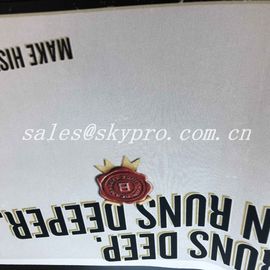 MAKE HIS
sales@skypro.com.cn
RUNS DEEP.
N RUNS DEEPER.
B